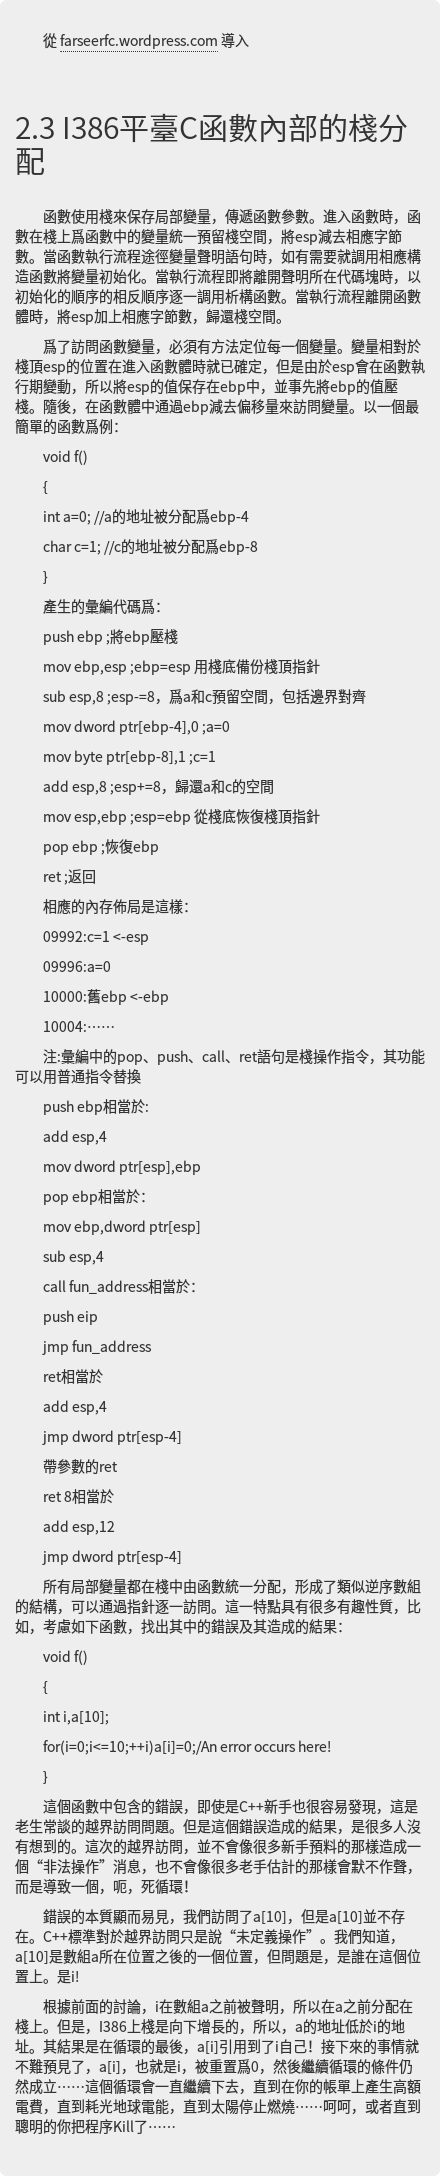 從 farseerfc.wordpress.com 導入
2.3 I386平臺C函數內部的棧分
配
函數使用棧來保存局部變量，傳遞函數參數。進入函數時，函
數在棧上爲函數中的變量統一預留棧空間，將esp減去相應字節
數。當函數執行流程途徑變量聲明語句時，如有需要就調用相應構
造函數將變量初始化。當執行流程即將離開聲明所在代碼塊時，以
初始化的順序的相反順序逐一調用析構函數。當執行流程離開函數
體時，將esp加上相應字節數，歸還棧空間。
爲了訪問函數變量，必須有方法定位每一個變量。變量相對於
棧頂esp的位置在進入函數體時就已確定，但是由於esp會在函數執
行期變動，所以將esp的值保存在ebp中，並事先將ebp的值壓
棧。隨後，在函數體中通過ebp減去偏移量來訪問變量。以一個最
簡單的函數爲例：
void f()
{
int a=0; //a的地址被分配爲ebp-4
char c=1; //c的地址被分配爲ebp-8
}
產生的彙編代碼爲：
push ebp ;將ebp壓棧
mov ebp,esp ;ebp=esp 用棧底備份棧頂指針
sub esp,8 ;esp-=8，爲a和c預留空間，包括邊界對齊
mov dword ptr[ebp-4],0 ;a=0
mov byte ptr[ebp-8],1 ;c=1
add esp,8 ;esp+=8，歸還a和c的空間
mov esp,ebp ;esp=ebp 從棧底恢復棧頂指針
pop ebp ;恢復ebp
ret ;返回
相應的內存佈局是這樣：
09992:c=1 <-esp
09996:a=0
10000:舊ebp <-ebp
10004:……
注:彙編中的pop、push、call、ret語句是棧操作指令，其功能
可以用普通指令替換
push ebp相當於:
add esp,4
mov dword ptr[esp],ebp
pop ebp相當於：
mov ebp,dword ptr[esp]
sub esp,4
call fun_address相當於：
push eip
jmp fun_address
ret相當於
add esp,4
jmp dword ptr[esp-4]
帶參數的ret
ret 8相當於
add esp,12
jmp dword ptr[esp-4]
所有局部變量都在棧中由函數統一分配，形成了類似逆序數組
的結構，可以通過指針逐一訪問。這一特點具有很多有趣性質，比
如，考慮如下函數，找出其中的錯誤及其造成的結果：
void f()
{
int i,a[10];
for(i=0;i<=10;++i)a[i]=0;/An error occurs here!
}
這個函數中包含的錯誤，即使是C++新手也很容易發現，這是
老生常談的越界訪問問題。但是這個錯誤造成的結果，是很多人沒
有想到的。這次的越界訪問，並不會像很多新手預料的那樣造成一
個“非法操作”消息，也不會像很多老手估計的那樣會默不作聲，
而是導致一個，呃，死循環！
錯誤的本質顯而易見，我們訪問了a[10]，但是a[10]並不存
在。C++標準對於越界訪問只是說“未定義操作”。我們知道，
a[10]是數組a所在位置之後的一個位置，但問題是，是誰在這個位
置上。是i!
根據前面的討論，i在數組a之前被聲明，所以在a之前分配在
棧上。但是，I386上棧是向下增長的，所以，a的地址低於i的地
址。其結果是在循環的最後，a[i]引用到了i自己！接下來的事情就
不難預見了，a[i]，也就是i，被重置爲0，然後繼續循環的條件仍
然成立……這個循環會一直繼續下去，直到在你的帳單上產生高額
電費，直到耗光地球電能，直到太陽停止燃燒……呵呵，或者直到
聰明的你把程序Kill了……